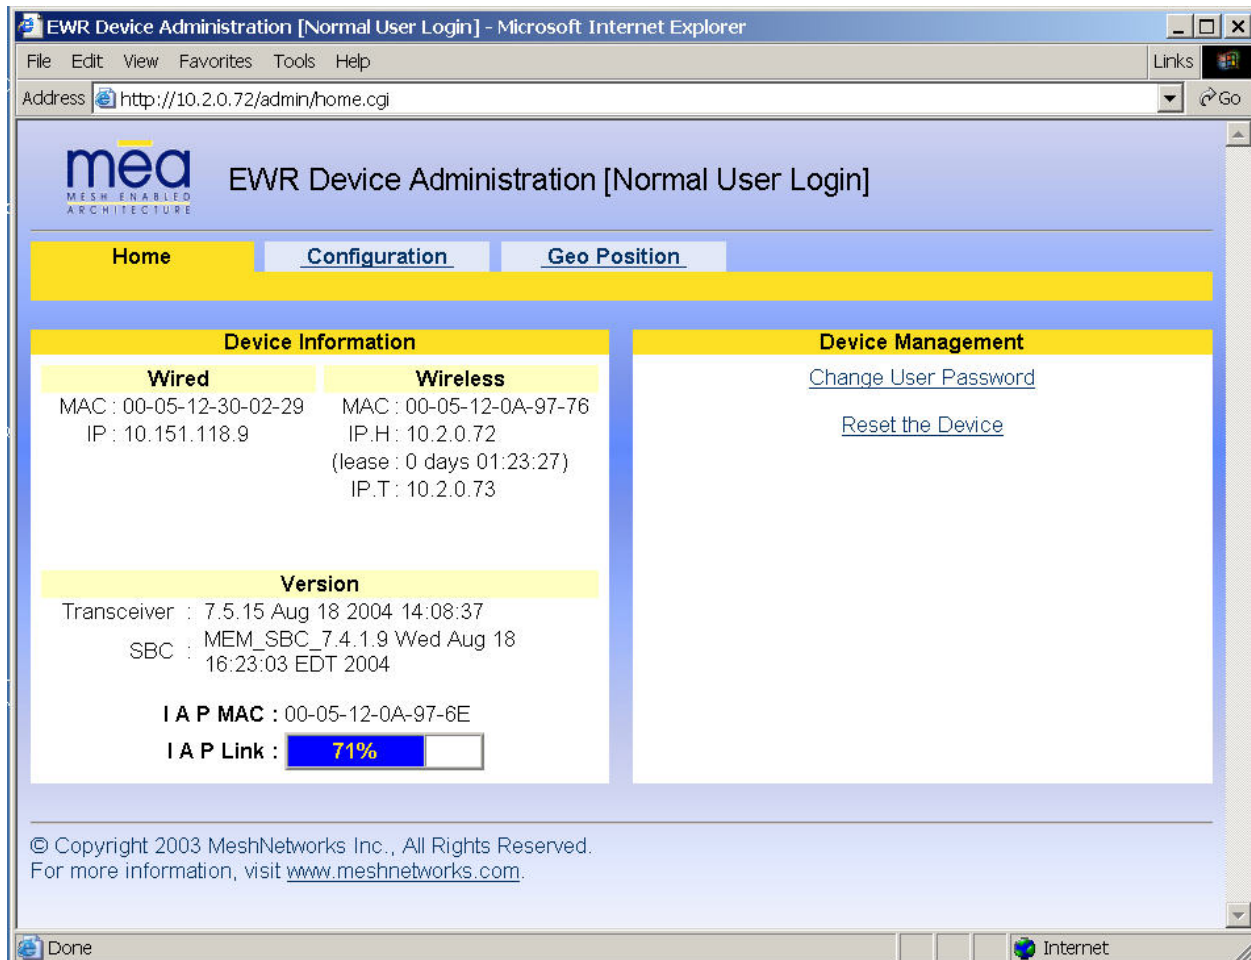 EWR Device Administration [Normal User Login] - Microsoft Internet Explorer
File Edit View Favorites Tools Help Links
Address http://10.2.0.72/admin/home.cgi Go
mea
MESH ENABLED
ARCHITECTURE
EWR Device Administration [Normal User Login]
Home Configuration Geo Position
Device Information
Wired Wireless
MAC : 00-05-12-30-02-29 MAC : 00-05-12-0A-97-76
IP : 10.151.118.9 IP.H : 10.2.0.72
(lease : 0 days 01:23:27)
IP.T : 10.2.0.73
Version
Transceiver : 7.5.15 Aug 18 2004 14:08:37
SBC : MEM_SBC_7.4.1.9 Wed Aug 18
16:23:03 EDT 2004
I A P MAC : 00-05-12-0A-97-6E
I A P Link : 71%
Device Management
Change User Password
Reset the Device
© Copyright 2003 MeshNetworks Inc., All Rights Reserved.
For more information, visit www.meshnetworks.com.
Done Internet